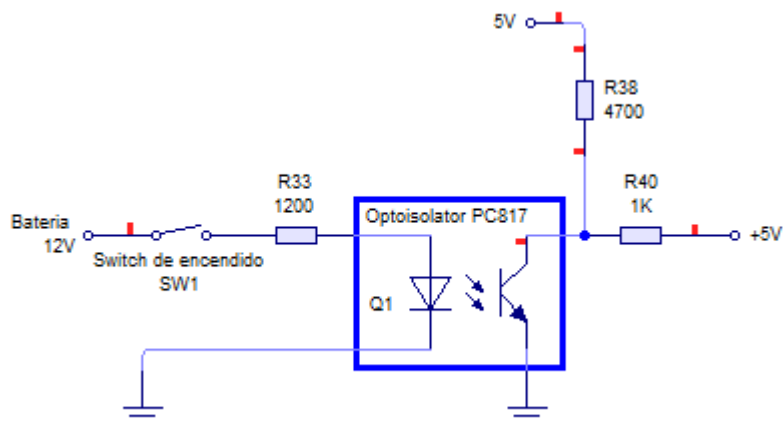 5V
R38
4700
R33
1200
R40
1K
Optoisolator PC817
Bateria
12V
Switch de encendido
SW1
+5V
Q1